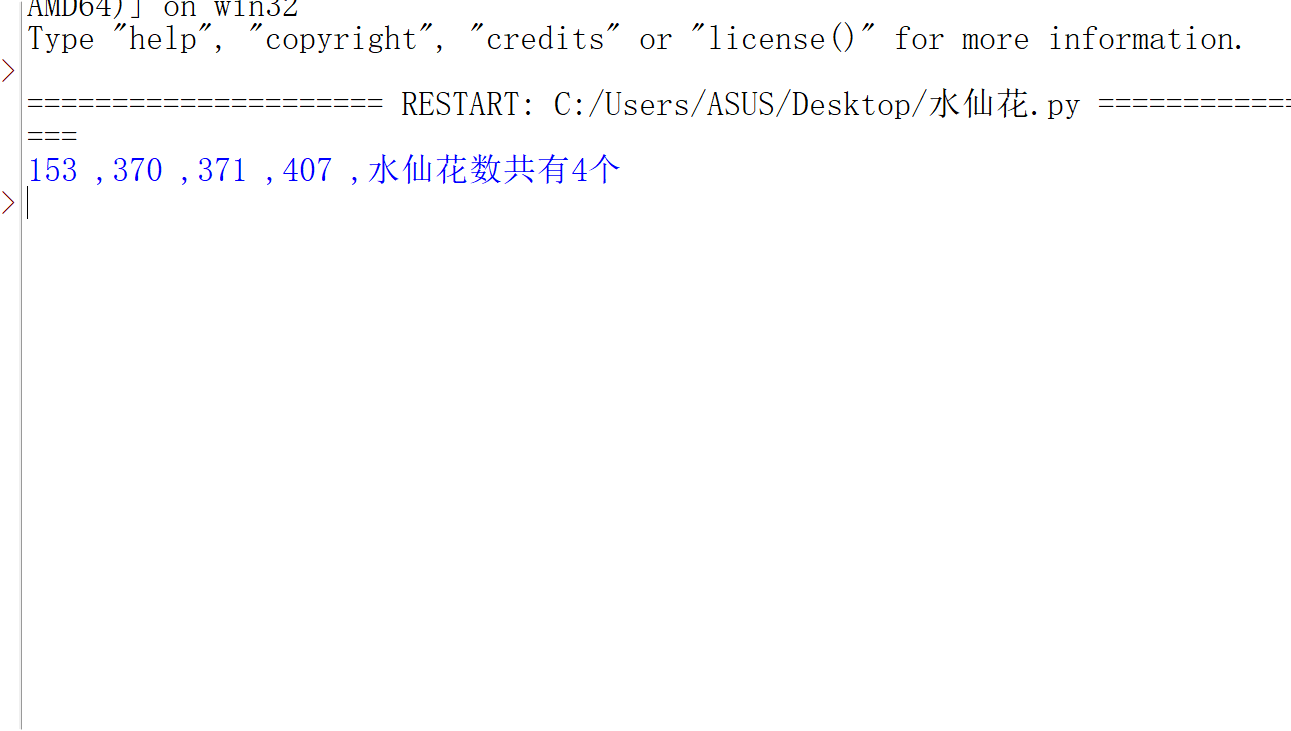 AMD64)] on win32
Type "help", "copyright", "credits" or "license()" for more information.
>
===================== RESTART: C:/Users/ASUS/Desktop/水仙花.py ============
===
153 ,370 ,371 ,407 ,水仙花数共有4个
>